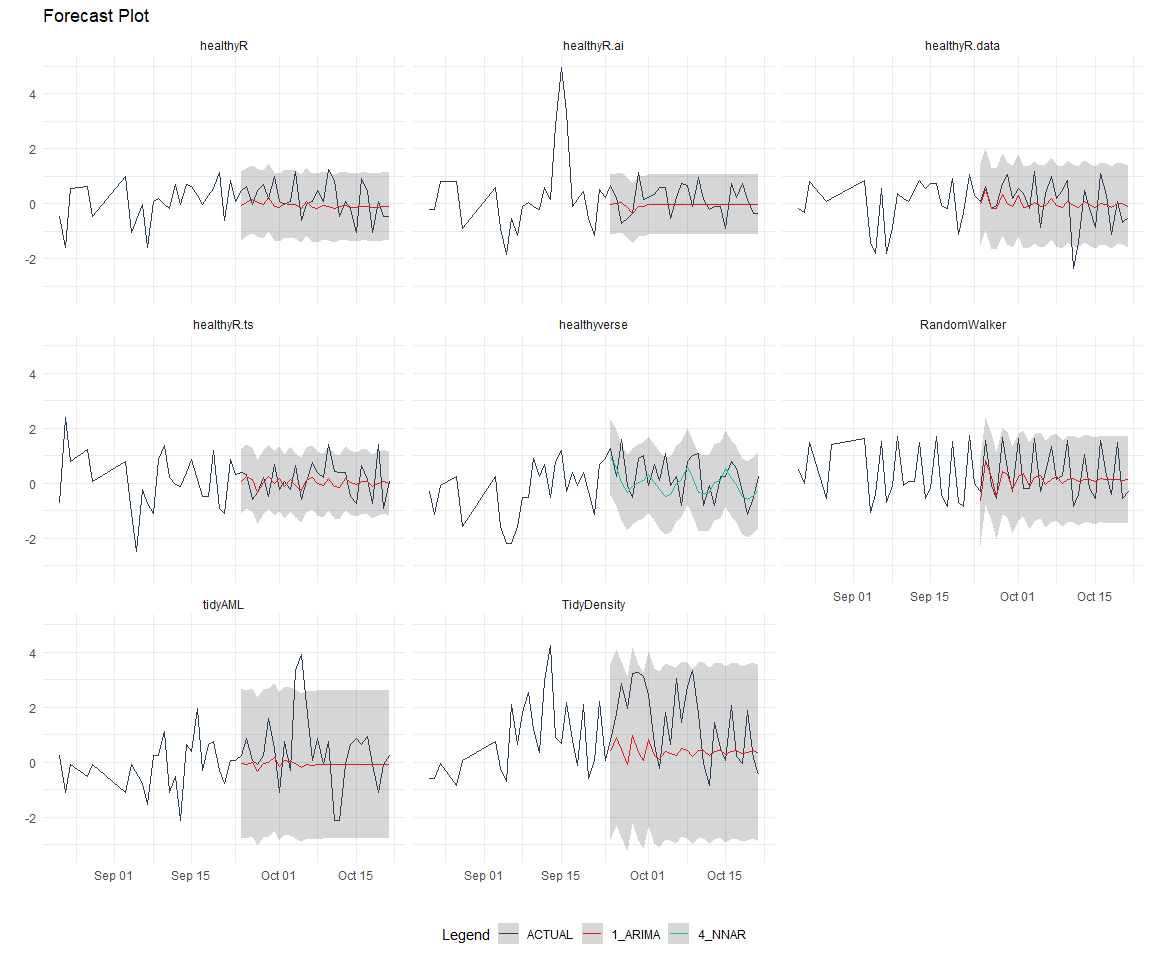 Forecast Plot
healthyR healthyR.ai healthyR.data
4
2
0
-2
healthyR.ts healthyverse RandomWalker
4
2
0
-2
Sep 01 Sep 15 Oct 01 Oct 15
tidyAML TidyDensity
4
2
0
-2
Sep 01 Sep 15 Oct 01 Oct 15 Sep 01 Sep 15 Oct 01 Oct 15
Legend ACTUAL 1_ARIMA 4_NNAR